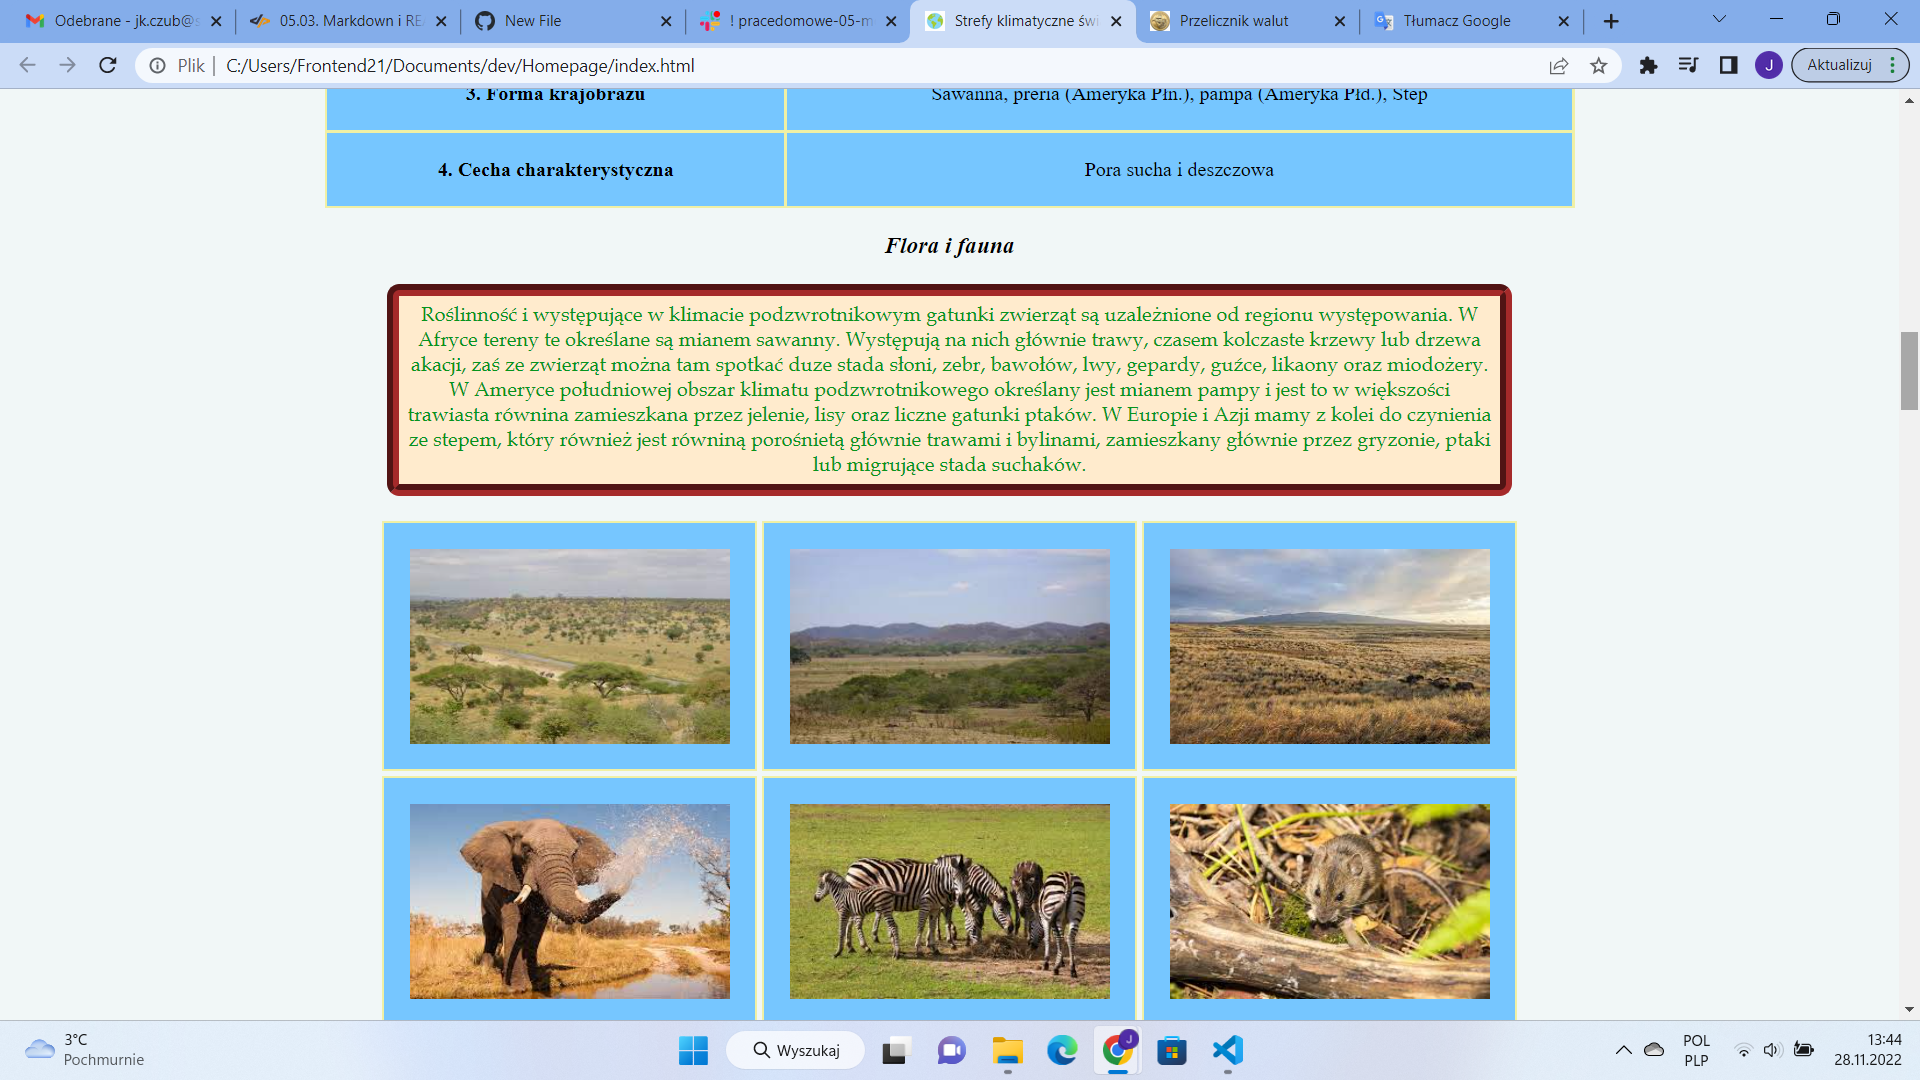 Odebrane - jk.czub@s
05.03. Markdown i REA
New File
! pracedomowe-05-m
Strefy klimatyczne świ
Przelicznik walut
Tłumacz Google
Plik
C:/Users/Frontend21/Documents/dev/Homepage/index.html
J
Aktualizuj
3. Forma krajobrazu
Sawanna, preria (Ameryka Płn.), pampa (Ameryka Płd.), Step
4. Cecha charakterystyczna
Pora sucha i deszczowa
Flora i fauna
Roślinność i występujące w klimacie podzwrotnikowym gatunki zwierząt są uzależnione od regionu występowania. W
Afryce tereny te określane są mianem sawanny. Występują na nich głównie trawy, czasem kolczaste krzewy lub drzewa
akacji, zaś ze zwierząt można tam spotkać duze stada słoni, zebr, bawołów, lwy, gepardy, guźce, likaony oraz miodożery.
W Ameryce południowej obszar klimatu podzwrotnikowego określany jest mianem pampy i jest to w większości
trawiasta równina zamieszkana przez jelenie, lisy oraz liczne gatunki ptaków. W Europie i Azji mamy z kolei do czynienia
ze stepem, który również jest równiną porośnietą głównie trawami i bylinami, zamieszkany głównie przez gryzonie, ptaki
lub migrujące stada suchaków.
3°C
Pochmurnie
Wyszukaj
J
POL
PLP
13:44
28.11.2022